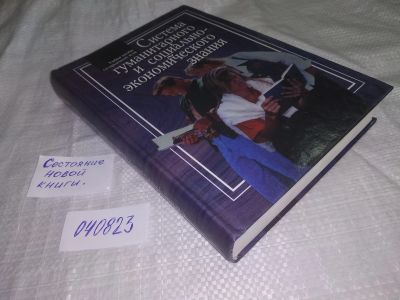 Система
гуманитарного
и социально-
экономического
знания
Состояние
новой
книги.
040823